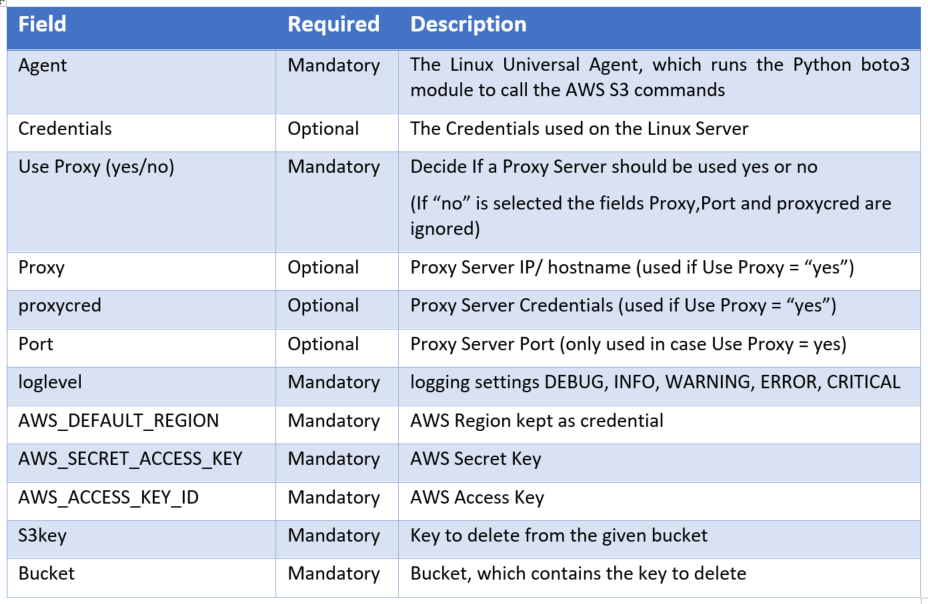 Field Required Description
Agent Mandatory The Linux Universal Agent, which runs the Python boto3
module to call the AWS S3 commands
Credentials Optional The Credentials used on the Linux Server
Use Proxy (yes/no) Mandatory Decide If a Proxy Server should be used yes or no
(If “no” is selected the fields Proxy,Port and proxycred are
ignored)
Proxy Optional Proxy Server IP/ hostname (used if Use Proxy = “yes”)
proxycred Optional Proxy Server Credentials (used if Use Proxy = “yes”)
Port Optional Proxy Server Port (only used in case Use Proxy = yes)
loglevel Mandatory logging settings DEBUG, INFO, WARNING, ERROR, CRITICAL
AWS_DEFAULT_REGION Mandatory AWS Region kept as credential
AWS_SECRET_ACCESS_KEY Mandatory AWS Secret Key
AWS_ACCESS_KEY_ID Mandatory AWS Access Key
S3key Mandatory Key to delete from the given bucket
Bucket Mandatory Bucket, which contains the key to delete